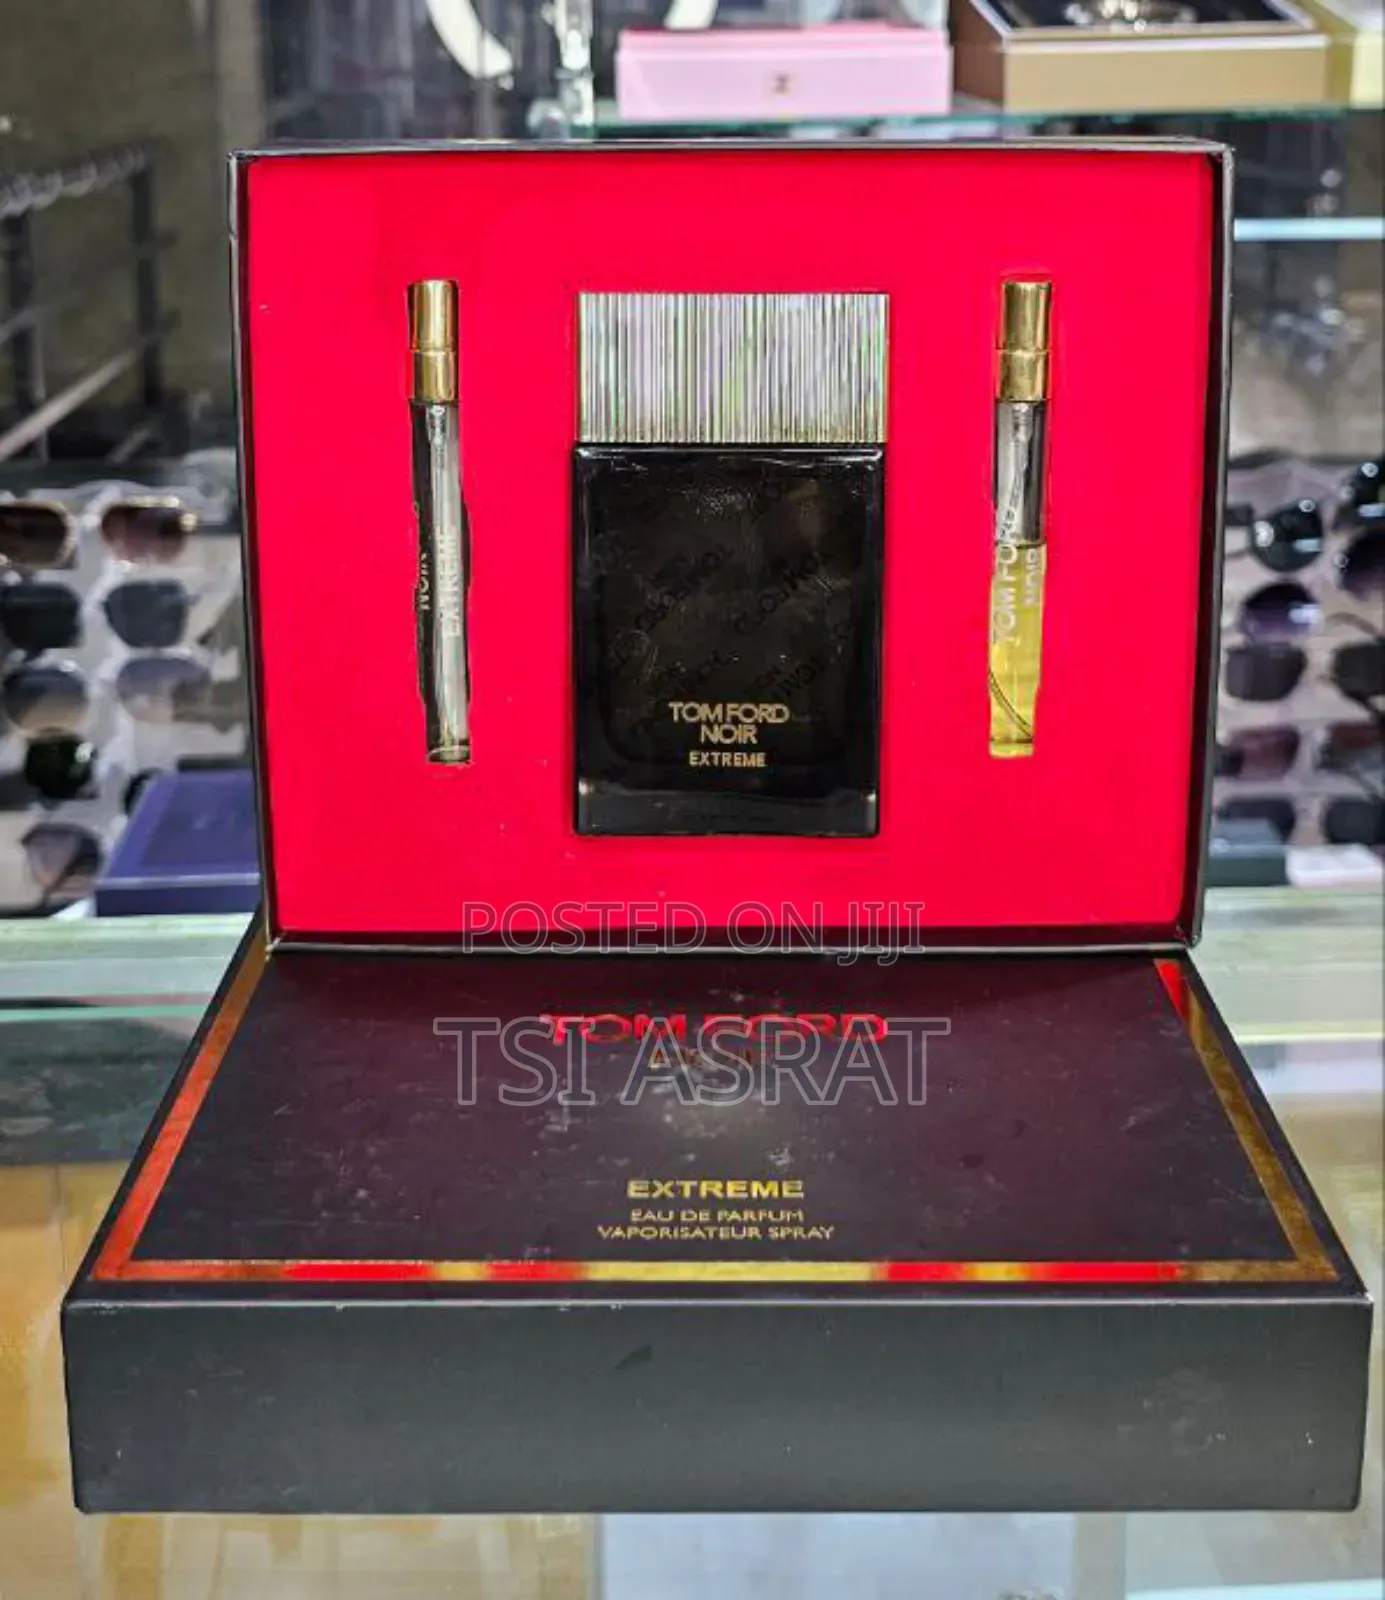 NOIR
EXTREME
TOM FORD
NOIR
TOM FORD
NOIR
EXTREME
POSTED ON JIJI
TOM FORD
TSI ASRAT
EXTREME
EAU DE PARFUM
VAPORISATEUR SPRAY